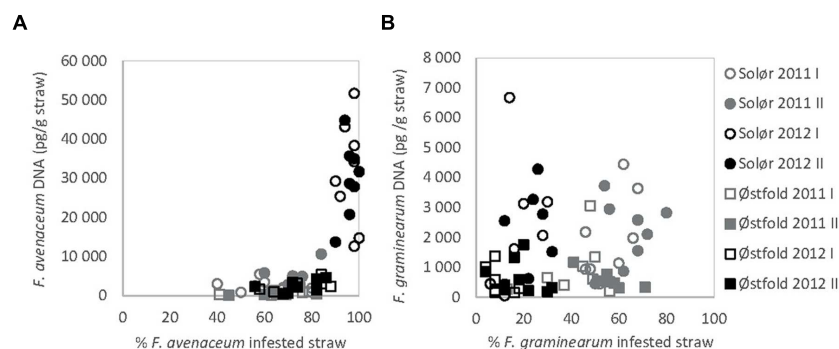 A
B
F. avenaceum DNA (pg/g straw)
60 000
50 000
40 000
30 000
20 000
10 000
0
0 20 40 60 80 100
% F. avenaceum infested straw
F. graminearum DNA (pg /g straw)
8 000
7 000
6 000
5 000
4 000
3 000
2 000
1 000
0
0 20 40 60 80 100
% F. graminearum infested straw
Solør 2011 I
Solør 2011 II
Solør 2012 I
Solør 2012 II
Østfold 2011 I
Østfold 2011 II
Østfold 2012 I
Østfold 2012 II